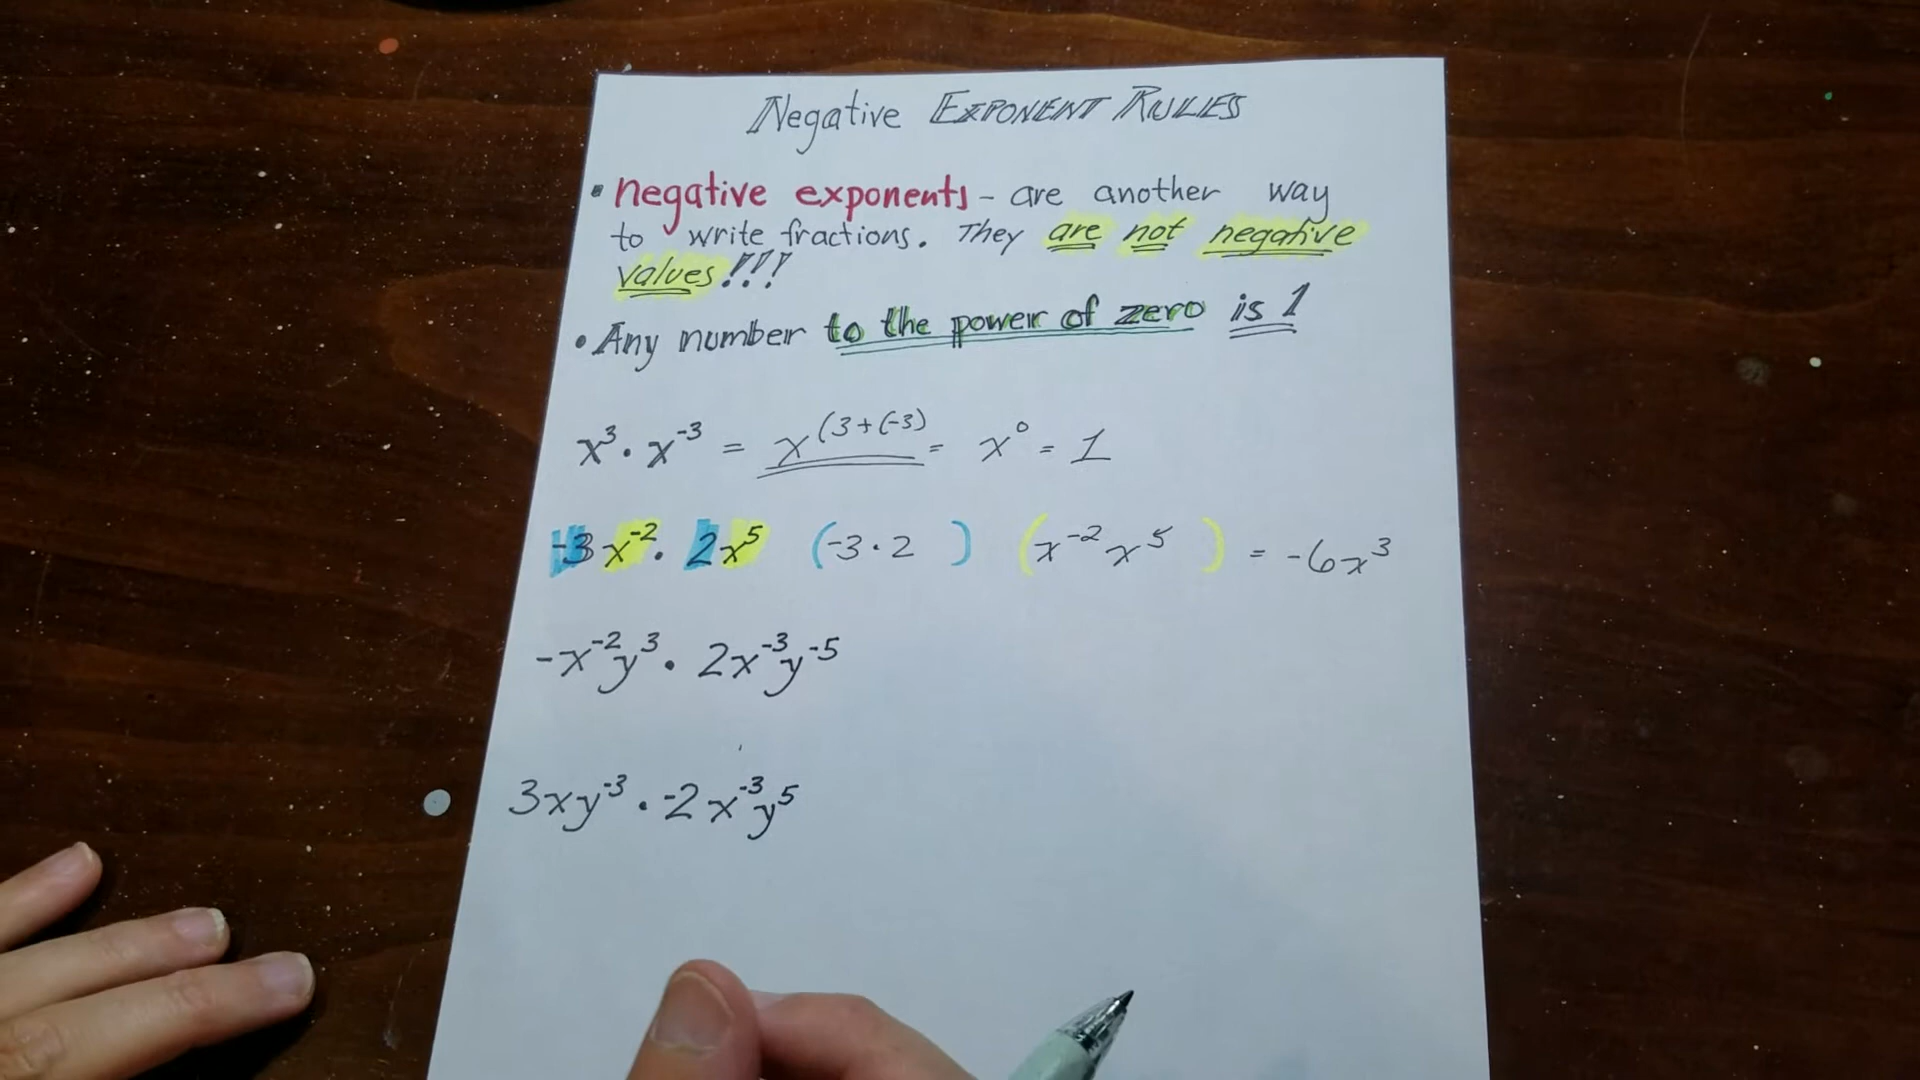 Negative EXPONENT RULES
▪ negative exponents - are another way
to write fractions. They are not negative
values!!!
• Any number to the power of zero is 1
x³ · x⁻³ = x⁽³⁺⁽⁻³⁾ = x⁰ = 1
-3x⁻² · 2x⁵ (-3 · 2 ) (x⁻² x⁵ ) = -6x³
-x⁻²y³ · 2x⁻³y⁻⁵
3xy⁻³ · -2x⁻³y⁵